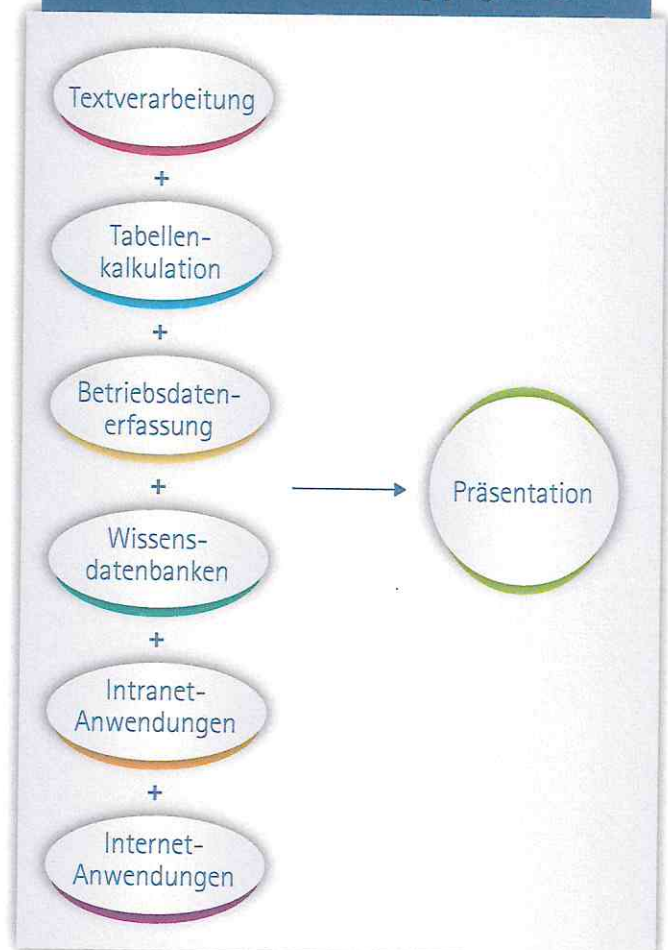 Textverarbeitung
+
Tabellen-
kalkulation
+
Betriebsdaten-
erfassung
+
Wissens-
datenbanken
+
Intranet-
Anwendungen
+
Internet-
Anwendungen
Präsentation